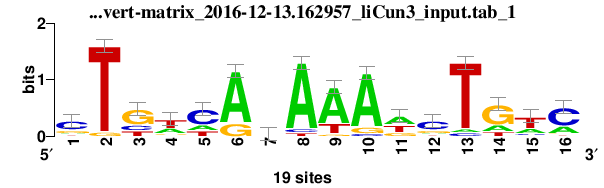 ...vert-matrix_2016-12-13.162957_liCun3_input.tab_1
bits
2
1
0
C T G T C A A A A A C T G T C
1 2 3 4 5 6 7 8 9 10 11 12 13 14 15 16
5′ 3′
19 sites